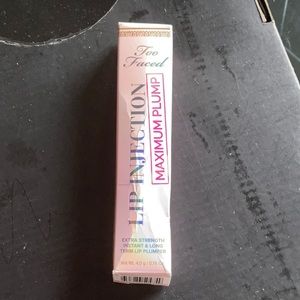 Too
Faced
LIP INJECTION
MAXIMUM PLUMP
EXTRA STRENGTH
INSTANT & LONG
TERM LIP PLUMPER